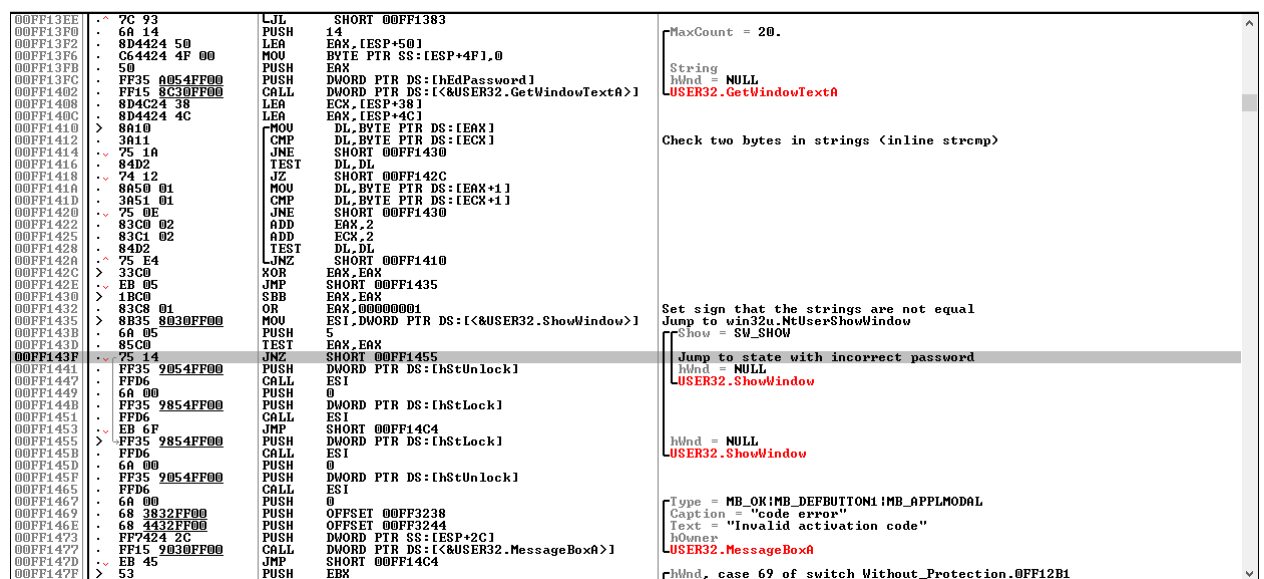 00FF13EE .^ 7C 93 JL SHORT 00FF1383
00FF13F0 . 6A 14 PUSH 14 MaxCount = 20.
00FF13F2 . 8D4424 50 LEA EAX,[ESP+50]
00FF13F6 . C64424 4F 00 MOV BYTE PTR SS:[ESP+4F],0
00FF13FB . 50 PUSH EAX String
00FF13FC . FF35 A054FF00 PUSH DWORD PTR DS:[hEdPassword] hWnd = NULL
00FF1402 . FF15 8C30FF00 CALL DWORD PTR DS:[<&USER32.GetWindowTextA>] USER32.GetWindowTextA
00FF1408 . 8D4C24 38 LEA ECX,[ESP+38]
00FF140C . 8D4424 4C LEA EAX,[ESP+4C]
00FF1410 > 8A10 MOV DL,BYTE PTR DS:[EAX]
00FF1412 . 3A11 CMP DL,BYTE PTR DS:[ECX] Check two bytes in strings (inline strcmp)
00FF1414 .v 75 1A JNE SHORT 00FF1430
00FF1416 . 84D2 TEST DL,DL
00FF1418 .v 74 12 JZ SHORT 00FF142C
00FF141A . 8A50 01 MOV DL,BYTE PTR DS:[EAX+1]
00FF141D . 3A51 01 CMP DL,BYTE PTR DS:[ECX+1]
00FF1420 .v 75 0E JNE SHORT 00FF1430
00FF1422 . 83C0 02 ADD EAX,2
00FF1425 . 83C1 02 ADD ECX,2
00FF1428 . 84D2 TEST DL,DL
00FF142A .^ 75 E4 JNZ SHORT 00FF1410
00FF142C > 33C0 XOR EAX,EAX
00FF142E .v EB 05 JMP SHORT 00FF1435
00FF1430 > 1BC0 SBB EAX,EAX
00FF1432 . 83C8 01 OR EAX,00000001 Set sign that the strings are not equal
00FF1435 > 8B35 8030FF00 MOV ESI,DWORD PTR DS:[<&USER32.ShowWindow>] Jump to win32u.NtUserShowWindow
00FF143B . 6A 05 PUSH 5 Show = SW_SHOW
00FF143D . 85C0 TEST EAX,EAX
00FF143F .v 75 14 JNZ SHORT 00FF1455 Jump to state with incorrect password
00FF1441 . FF35 9054FF00 PUSH DWORD PTR DS:[hStUnlock] hWnd = NULL
00FF1447 . FFD6 CALL ESI USER32.ShowWindow
00FF1449 . 6A 00 PUSH 0
00FF144B . FF35 9854FF00 PUSH DWORD PTR DS:[hStLock]
00FF1451 . FFD6 CALL ESI
00FF1453 .v EB 6F JMP SHORT 00FF14C4
00FF1455 > FF35 9854FF00 PUSH DWORD PTR DS:[hStLock] hWnd = NULL
00FF145B . FFD6 CALL ESI USER32.ShowWindow
00FF145D . 6A 00 PUSH 0
00FF145F . FF35 9054FF00 PUSH DWORD PTR DS:[hStUnlock]
00FF1465 . FFD6 CALL ESI
00FF1467 . 6A 00 PUSH 0 Type = MB_OK|MB_DEFBUTTON1|MB_APPLMODAL
00FF1469 . 68 3832FF00 PUSH OFFSET 00FF3238 Caption = "code error"
00FF146E . 68 4432FF00 PUSH OFFSET 00FF3244 Text = "Invalid activation code"
00FF1473 . FF7424 2C PUSH DWORD PTR SS:[ESP+2C] hOwner
00FF1477 . FF15 9030FF00 CALL DWORD PTR DS:[<&USER32.MessageBoxA>] USER32.MessageBoxA
00FF147D .v EB 45 JMP SHORT 00FF14C4
00FF147F > 53 PUSH EBX hWnd, case 69 of switch Without_Protection.0FF12B1